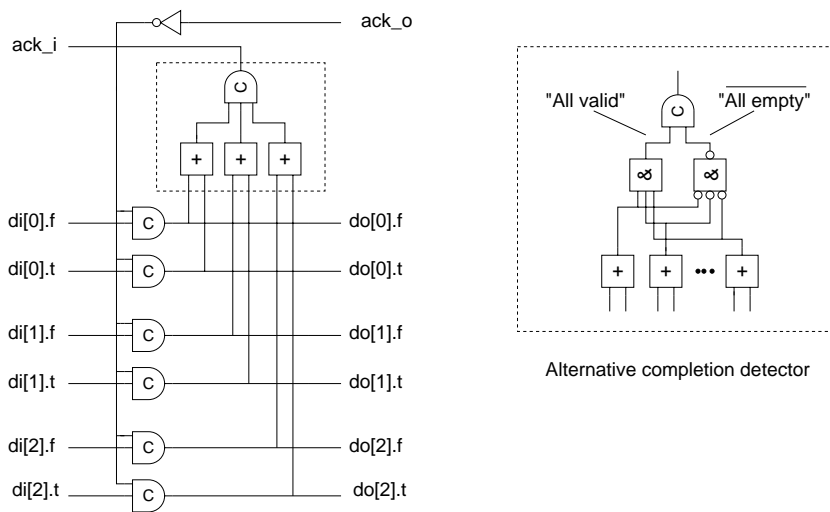 ack_o
ack_i
C
+ + +
di[0].f C do[0].f
di[0].t C do[0].t
di[1].f C do[1].f
di[1].t C do[1].t
di[2].f C do[2].f
di[2].t C do[2].t
"All valid" "All empty"
C
& &
+ + ••• +
Alternative completion detector